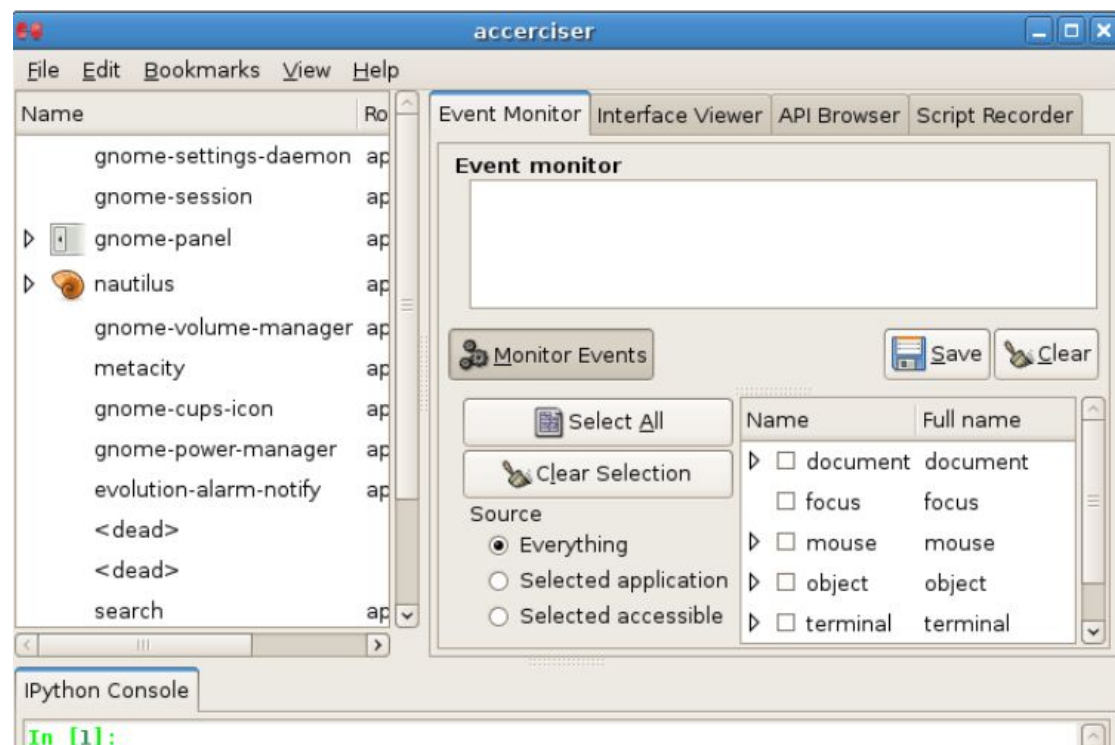 accerciser
File Edit Bookmarks View Help
Name Ro
gnome-settings-daemon ap
gnome-session ap
gnome-panel ap
nautilus ap
gnome-volume-manager ap
metacity ap
gnome-cups-icon ap
gnome-power-manager ap
evolution-alarm-notify ap
<dead>
<dead>
search ap
Event Monitor Interface Viewer API Browser Script Recorder
Event monitor
Monitor Events Save Clear
Select All
Clear Selection
Source
Everything
Selected application
Selected accessible
Name Full name
document document
focus focus
mouse mouse
object object
terminal terminal
IPython Console
In [1]: